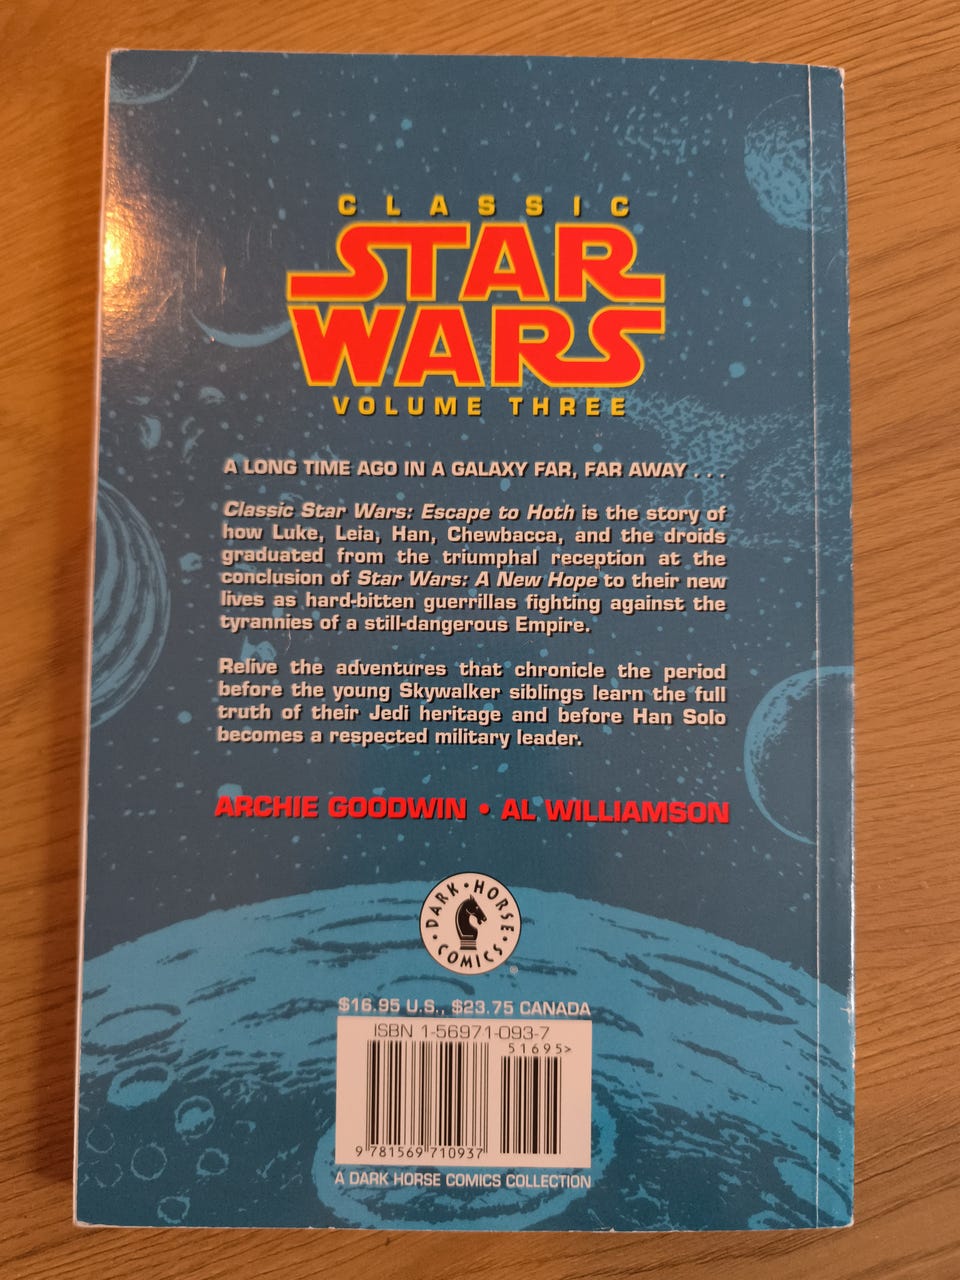 CLASSIC
STAR
WARS
VOLUME THREE
A LONG TIME AGO IN A GALAXY FAR, FAR AWAY . . .
Classic Star Wars: Escape to Hoth is the story of
how Luke, Leia, Han, Chewbacca, and the droids
graduated from the triumphal reception at the
conclusion of Star Wars: A New Hope to their new
lives as hard-bitten guerrillas fighting against the
tyrannies of a still-dangerous Empire.
Relive the adventures that chronicle the period
before the young Skywalker siblings learn the full
truth of their Jedi heritage and before Han Solo
becomes a respected military leader.
ARCHIE GOODWIN • AL WILLIAMSON
DARK • HORSE
• COMICS •
®
$16.95 U.S., $23.75 CANADA
ISBN 1-56971-093-7
51695>
9 781569 710937
A DARK HORSE COMICS COLLECTION